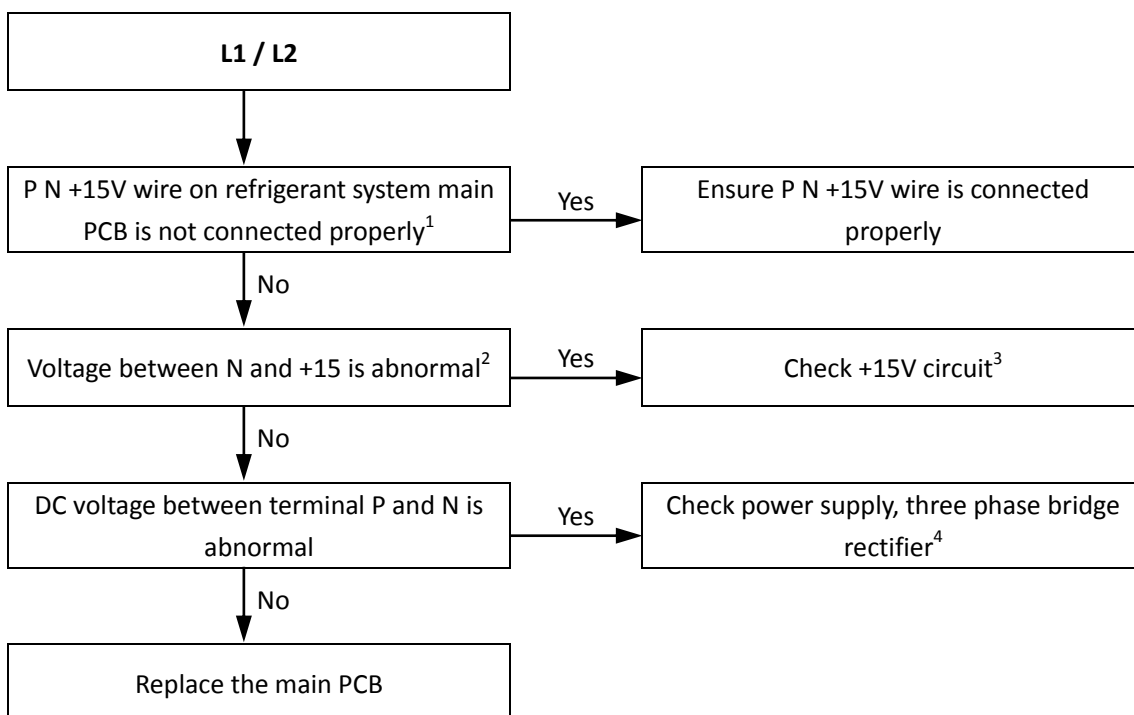 L1 / L2
P N +15V wire on refrigerant system main
PCB is not connected properly¹
Yes
Ensure P N +15V wire is connected
properly
No
Voltage between N and +15 is abnormal²
Yes
Check +15V circuit³
No
DC voltage between terminal P and N is
abnormal
Yes
Check power supply, three phase bridge
rectifier⁴
No
Replace the main PCB